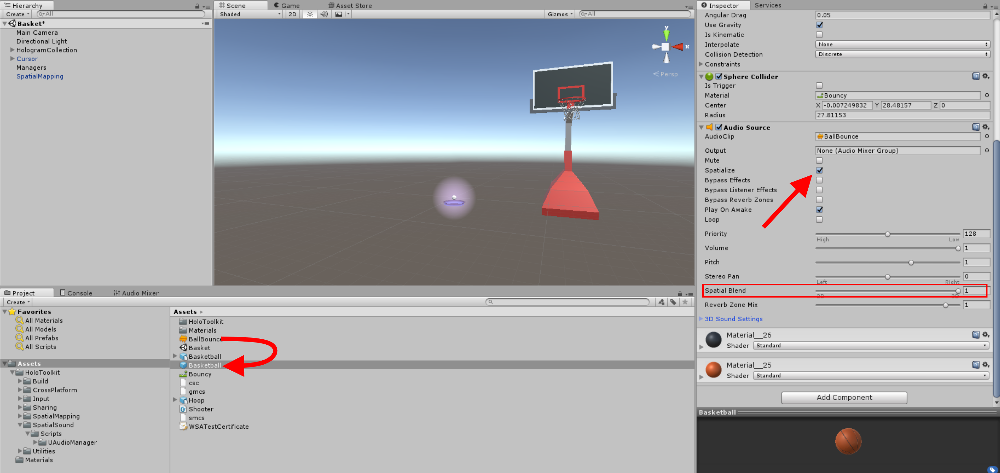 Hierarchy
Create
All
Basket*
Main Camera
Directional Light
HologramCollection
Cursor
Managers
SpatialMapping
Scene
Game
Asset Store
Shaded
2D
Gizmos
All
y
x
Persp
Project
Console
Audio Mixer
Create
Favorites
All Materials
All Models
All Prefabs
All Scripts
Assets
HoloToolkit
Build
CrossPlatform
Input
Sharing
SpatialMapping
SpatialSound
Scripts
UAudioManager
Utilities
Materials
Assets
HoloToolkit
Materials
BallBounce
Basket
Basketball
Basketball
Bouncy
csc
gmcs
Hoop
Shooter
smcs
WSATestCertificate
Inspector
Services
Angular Drag 0.05
Use Gravity
Is Kinematic
Interpolate None
Collision Detection Discrete
Constraints
Sphere Collider
Is Trigger
Material Bouncy
Center X -0.007249832 Y 28.48157 Z 0
Radius 27.81153
Audio Source
AudioClip BallBounce
Output None (Audio Mixer Group)
Mute
Spatialize
Bypass Effects
Bypass Listener Effects
Bypass Reverb Zones
Play On Awake
Loop
Priority 128
High Low
Volume 1
Pitch 1
Stereo Pan 0
Left Right
Spatial Blend 1
2D 3D
Reverb Zone Mix 1
3D Sound Settings
Material__26
Shader Standard
Material__25
Shader Standard
Add Component
Basketball